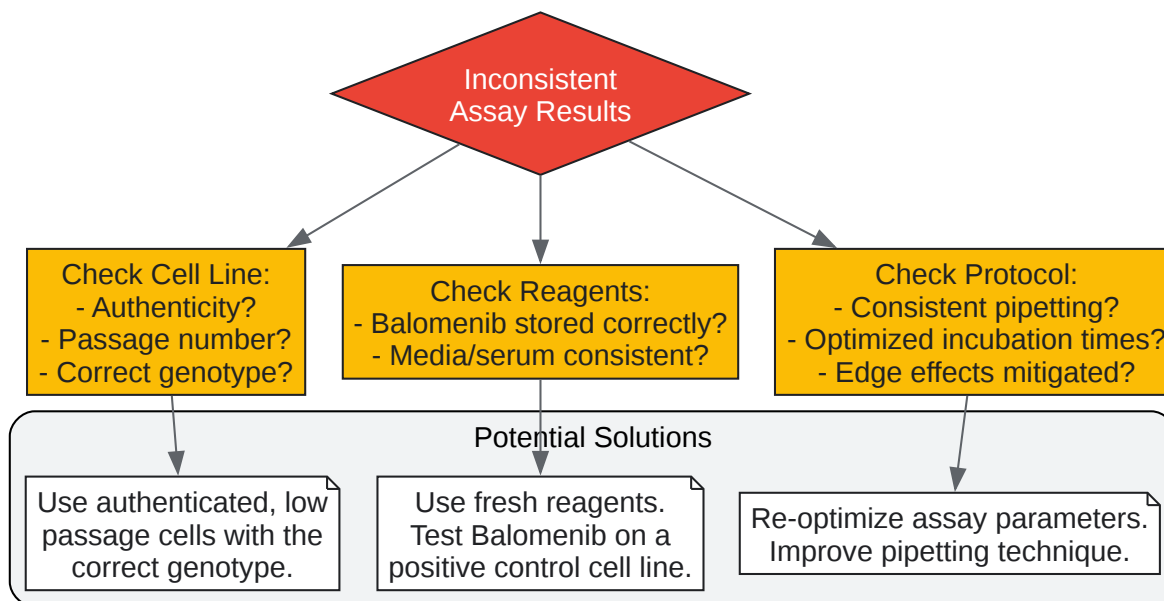 Inconsistent
Assay Results
Check Cell Line:
- Authenticity?
- Passage number?
- Correct genotype?
Check Reagents:
- Balomenib stored correctly?
- Media/serum consistent?
Check Protocol:
- Consistent pipetting?
- Optimized incubation times?
- Edge effects mitigated?
Potential Solutions
Use authenticated, low
passage cells with the
correct genotype.
Use fresh reagents.
Test Balomenib on a
positive control cell line.
Re-optimize assay parameters.
Improve pipetting technique.